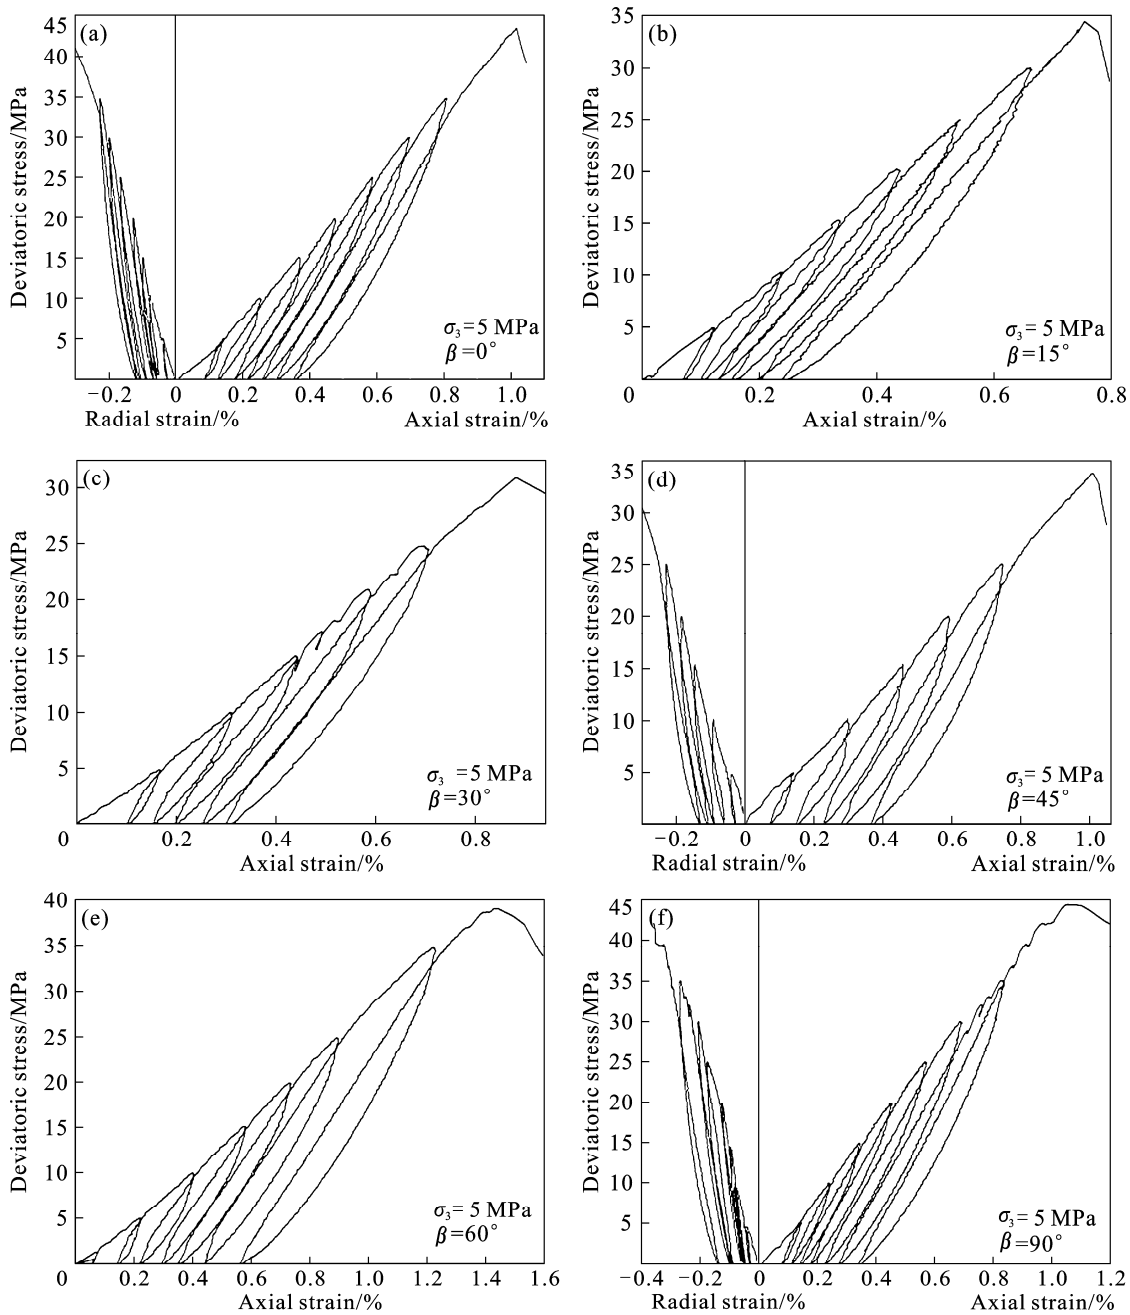 (a)
Deviatoric stress/MPa
45
40
35
30
25
20
15
10
5
σ₃=5 MPa
β=0°
−0.2 0 0.2 0.4 0.6 0.8 1.0
Radial strain/% Axial strain/%
(b)
Deviatoric stress/MPa
35
30
25
20
15
10
5
σ₃=5 MPa
β=15°
0 0.2 0.4 0.6 0.8
Axial strain/%
(c)
Deviatoric stress/MPa
30
25
20
15
10
5
σ₃ =5 MPa
β=30°
0 0.2 0.4 0.6 0.8
Axial strain/%
(d)
Deviatoric stress/MPa
35
30
25
20
15
10
5
σ₃=5 MPa
β=45°
−0.2 0 0.2 0.4 0.6 0.8 1.0
Radial strain/% Axial strain/%
(e)
Deviatoric stress/MPa
40
35
30
25
20
15
10
5
σ₃=5 MPa
β=60°
0 0.2 0.4 0.6 0.8 1.0 1.2 1.4 1.6
Axial strain/%
(f)
Deviatoric stress/MPa
45
40
35
30
25
20
15
10
5
σ₃=5 MPa
β=90°
−0.4 −0.2 0 0.2 0.4 0.6 0.8 1.0 1.2
Radial strain/% Axial strain/%